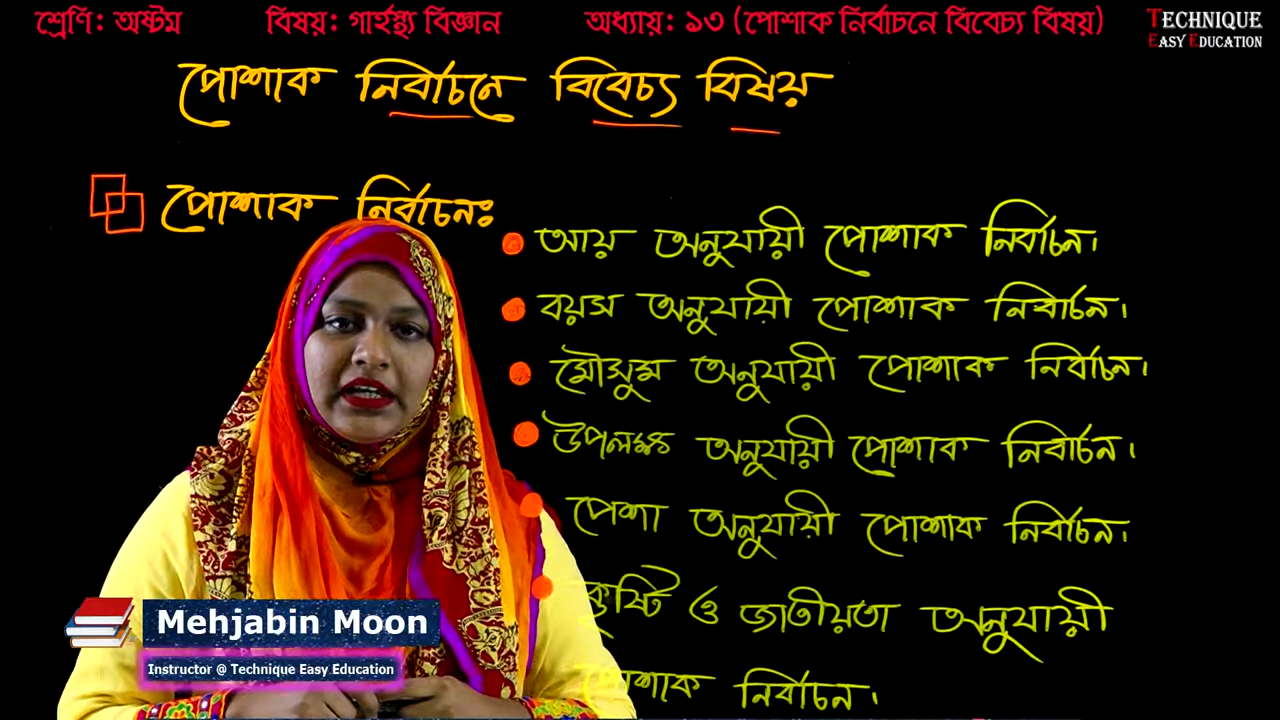 শ্রেণি: অষ্টম বিষয়: গার্হস্থ্য বিজ্ঞান অধ্যায়: ১৩ (পোশাক নির্বাচনে বিবেচ্য বিষয়)
TECHNIQUE
EASY EDUCATION
পোশাক নির্বাচনে বিবেচ্য বিষয়
পোশাক নির্বাচনঃ
আয় অনুযায়ী পোশাক নির্বাচন।
বয়স অনুযায়ী পোশাক নির্বাচন।
মৌসুম অনুযায়ী পোশাক নির্বাচন।
উপলক্ষ্য অনুযায়ী পোশাক নির্বাচন।
পেশা অনুযায়ী পোশাক নির্বাচন।
কৃষ্টি ও জাতীয়তা অনুযায়ী
পোশাক নির্বাচন।
Mehjabin Moon
Instructor @ Technique Easy Education